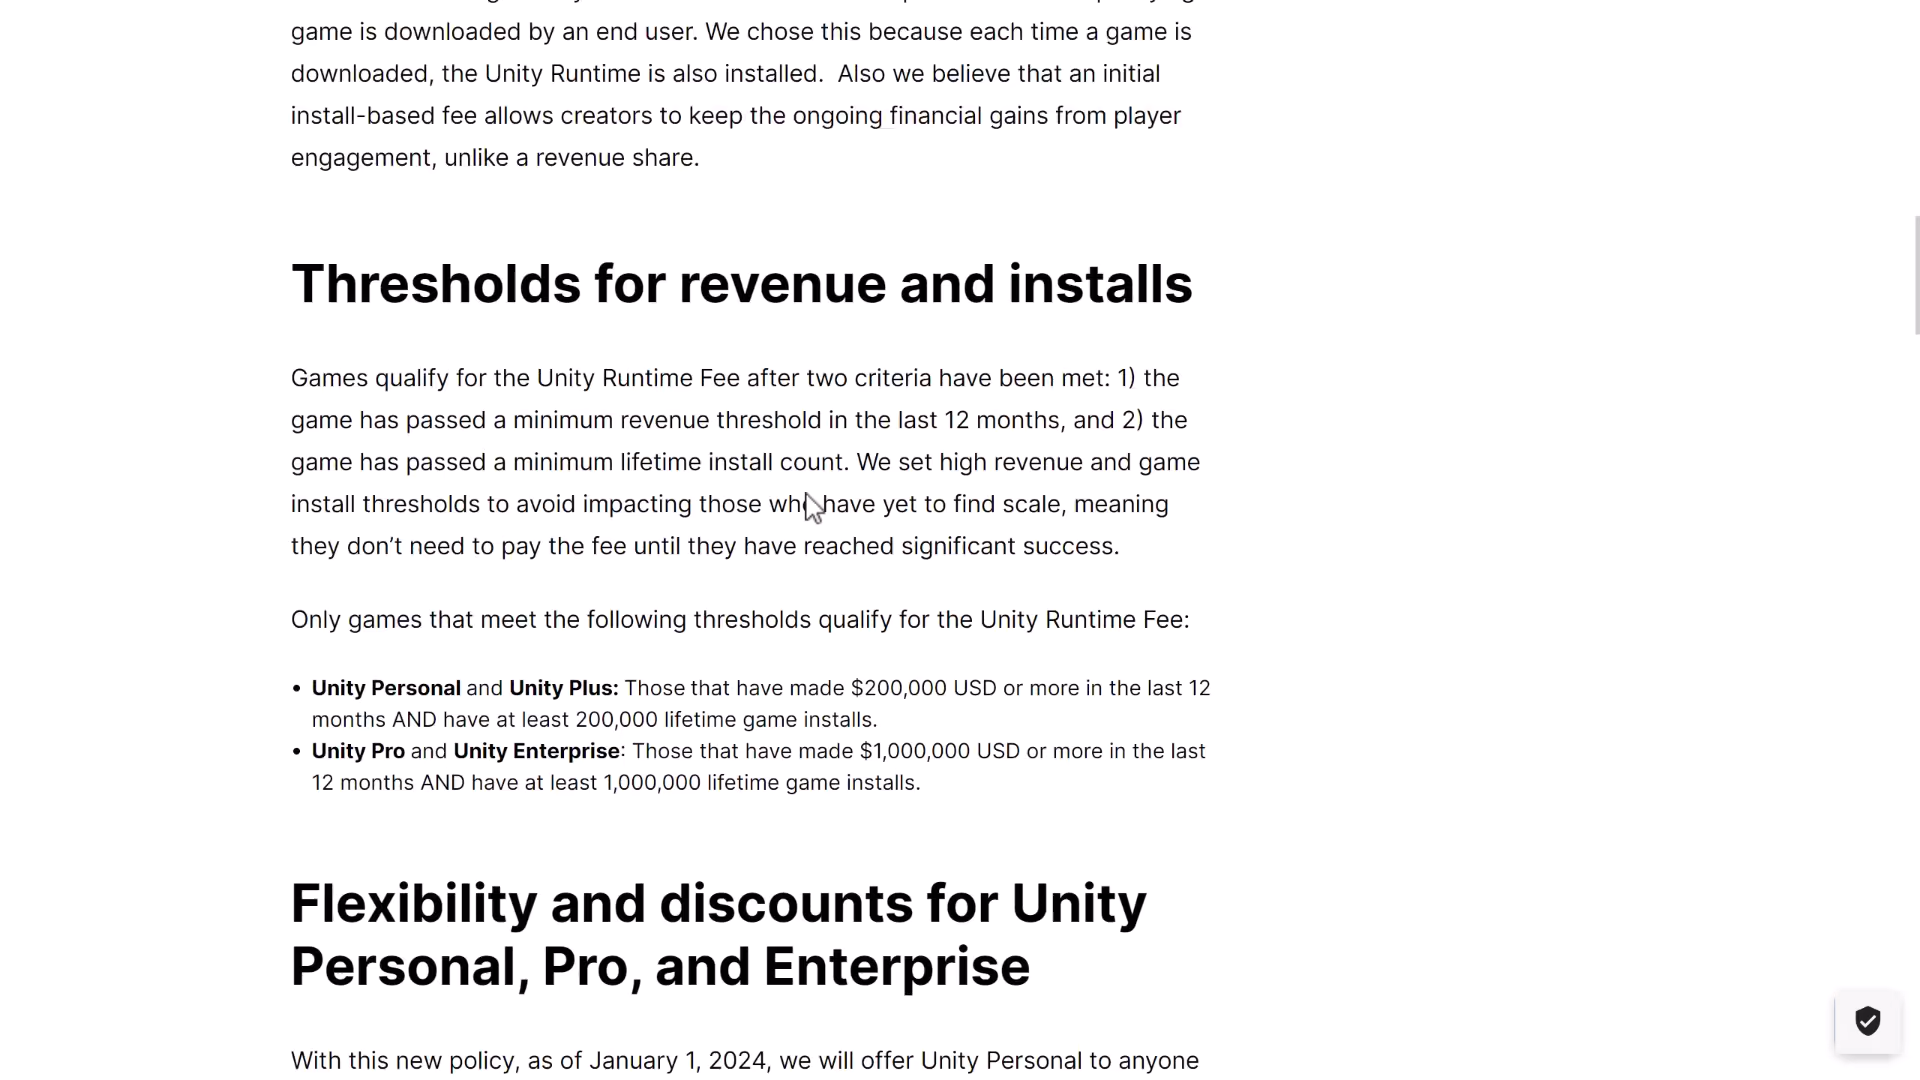 game is downloaded by an end user. We chose this because each time a game is
downloaded, the Unity Runtime is also installed.  Also we believe that an initial
install-based fee allows creators to keep the ongoing financial gains from player
engagement, unlike a revenue share.
Thresholds for revenue and installs
Games qualify for the Unity Runtime Fee after two criteria have been met: 1) the
game has passed a minimum revenue threshold in the last 12 months, and 2) the
game has passed a minimum lifetime install count. We set high revenue and game
install thresholds to avoid impacting those who have yet to find scale, meaning
they don’t need to pay the fee until they have reached significant success.
Only games that meet the following thresholds qualify for the Unity Runtime Fee:
• Unity Personal and Unity Plus: Those that have made $200,000 USD or more in the last 12
months AND have at least 200,000 lifetime game installs.
• Unity Pro and Unity Enterprise: Those that have made $1,000,000 USD or more in the last
12 months AND have at least 1,000,000 lifetime game installs.
Flexibility and discounts for Unity
Personal, Pro, and Enterprise
With this new policy, as of January 1, 2024, we will offer Unity Personal to anyone